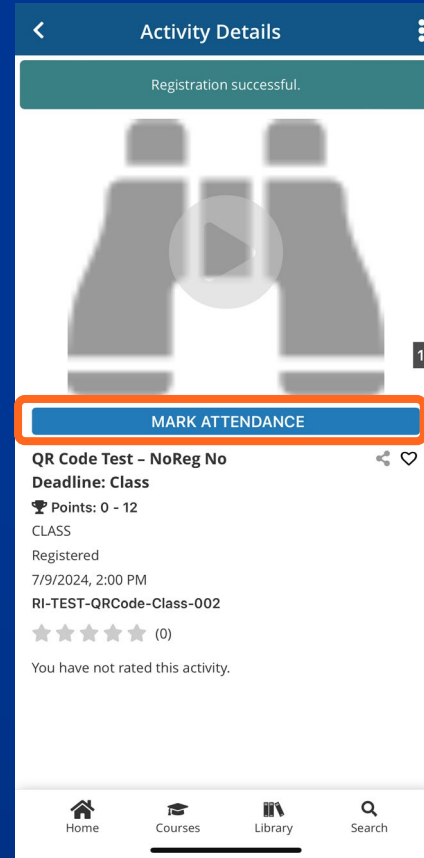 Activity Details
Registration successful.
1
MARK ATTENDANCE
QR Code Test – NoReg No
Deadline: Class
Points: 0 - 12
CLASS
Registered
7/9/2024, 2:00 PM
RI-TEST-QRCode-Class-002
(0)
You have not rated this activity.
Home
Courses
Library
Search